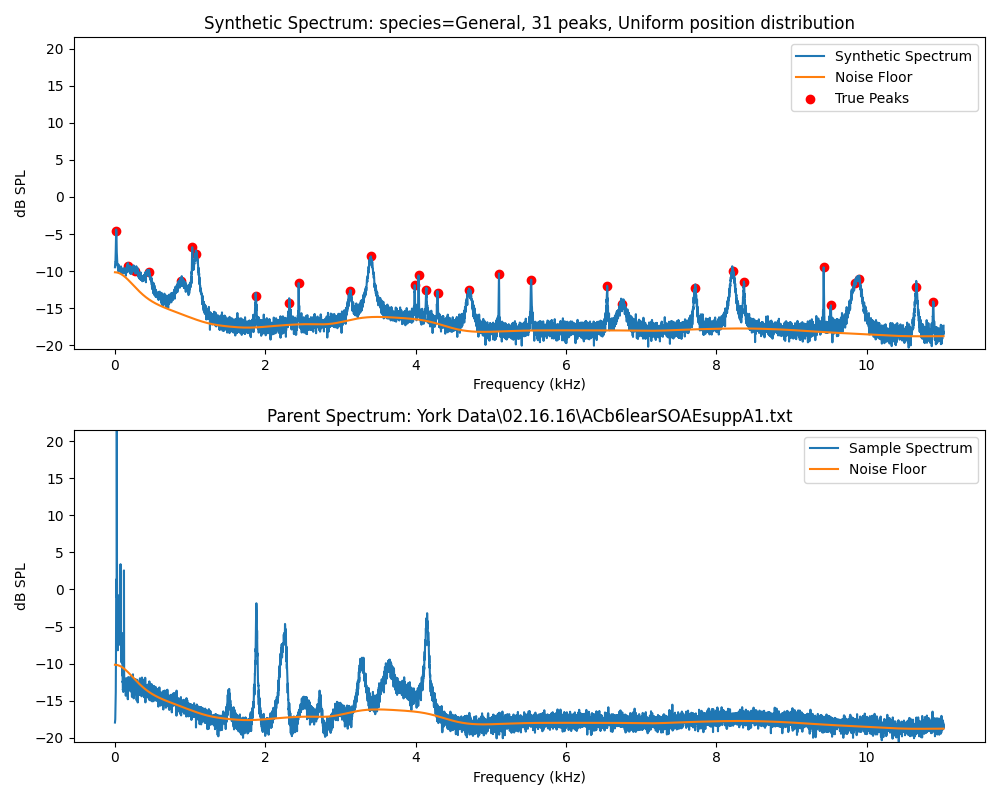 Synthetic Spectrum: species=General, 31 peaks, Uniform position distribution
20
15
10
5
0
−5
−10
−15
−20
dB SPL
Synthetic Spectrum
Noise Floor
True Peaks
0
2
4
6
8
10
Frequency (kHz)
Parent Spectrum: York Data\02.16.16\ACb6learSOAEsuppA1.txt
20
15
10
5
0
−5
−10
−15
−20
dB SPL
Sample Spectrum
Noise Floor
0
2
4
6
8
10
Frequency (kHz)